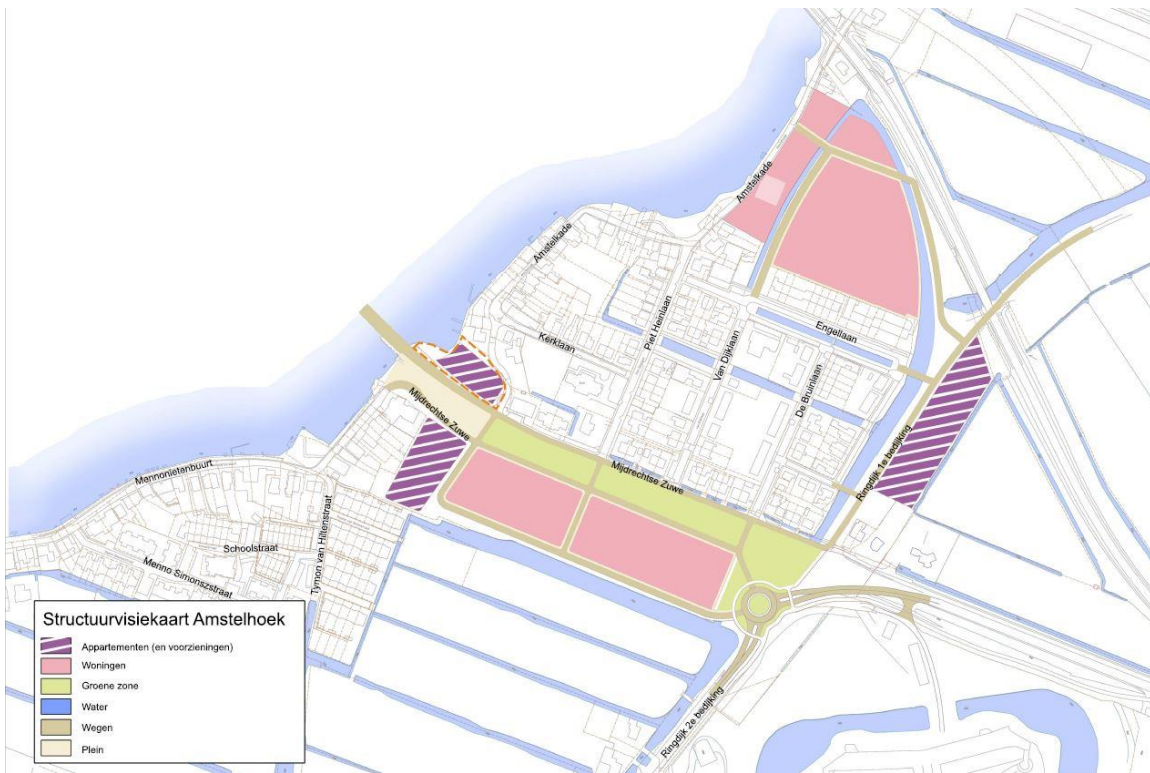 Amstelkade
Amstelkade
Piet Heinlaan
Kerklaan
Van Dijklaan
Engellaan
De Bruinlaan
Mijdrechtse Zuwe
Mijdrechtse Zuwe
Ringdijk 1e bedijking
Mennonietenbuurt
Schoolstraat
Tymon van Hiltenstraat
Menno Simonszstraat
Ringdijk 2e bedijking
Structuurvisiekaart Amstelhoek
Appartementen (en voorzieningen)
Woningen
Groene zone
Water
Wegen
Plein